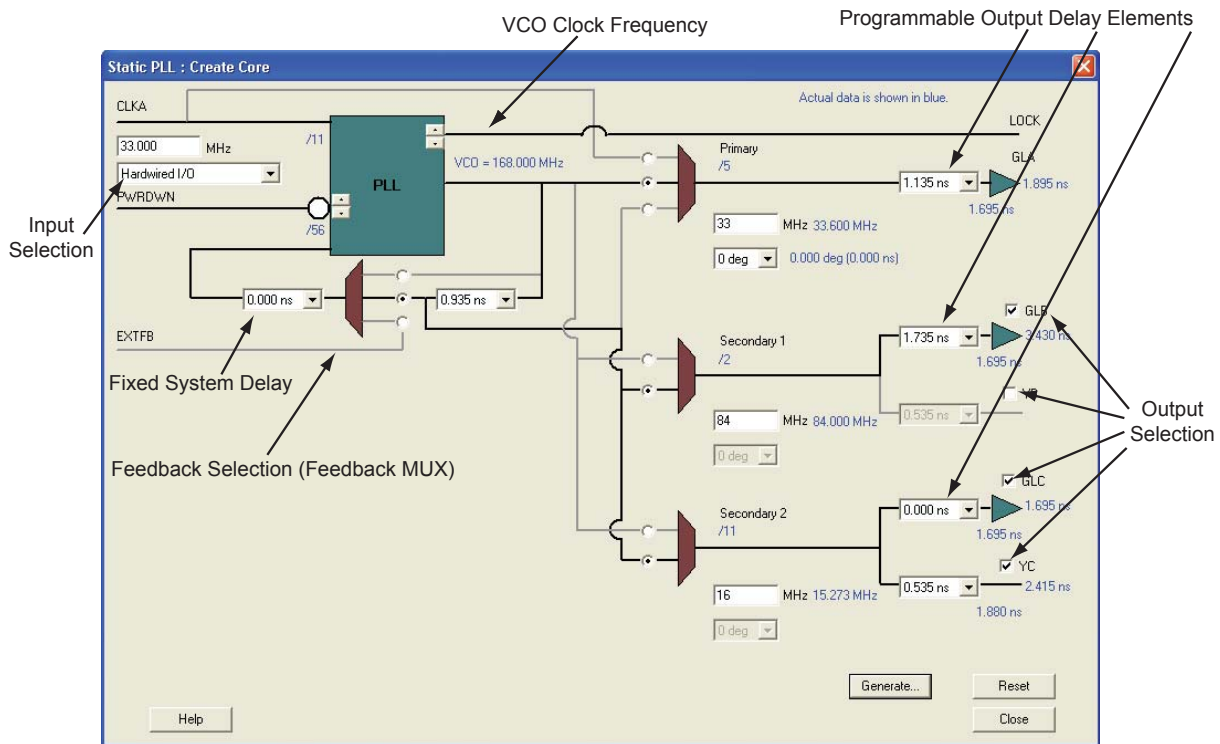 VCO Clock Frequency
Programmable Output Delay Elements
Static PLL : Create Core
Actual data is shown in blue.
CLKA
LOCK
/11
33.000 MHz
Hardwired I/O
PWRDWN
PLL
VCO = 168.000 MHz
Primary
/5
GLA
1.135 ns
1.895 ns
1.695 ns
Input
Selection
/56
33 MHz 33.600 MHz
0 deg 0.000 deg (0.000 ns)
0.000 ns
0.935 ns
EXTFB
Fixed System Delay
Feedback Selection (Feedback MUX)
Secondary 1
/2
GLB
1.735 ns
3.430 ns
1.695 ns
0.535 ns
84 MHz 84.000 MHz
0 deg
Output
Selection
Secondary 2
/11
GLC
0.000 ns
1.695 ns
1.695 ns
YC
0.535 ns
2.415 ns
1.880 ns
16 MHz 15.273 MHz
0 deg
Generate...
Reset
Help
Close